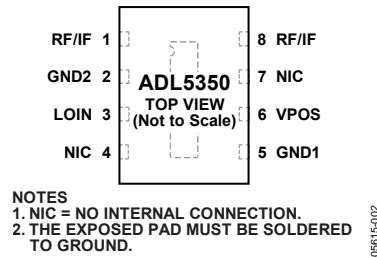 RF/IF 1
GND2 2
LOIN 3
NIC 4
ADL5350
TOP VIEW
(Not to Scale)
8 RF/IF
7 NIC
6 VPOS
5 GND1
NOTES
1. NIC = NO INTERNAL CONNECTION.
2. THE EXPOSED PAD MUST BE SOLDERED
TO GROUND.
05615-002